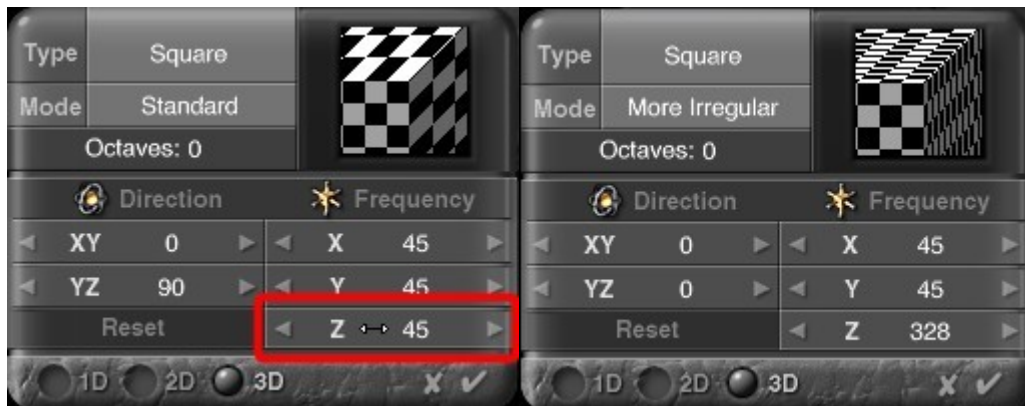 Type Square
Mode Standard
Octaves: 0
Direction Frequency
XY 0 X 45
YZ 90 Y 45
Reset Z 45
1D 2D 3D
Type Square
Mode More Irregular
Octaves: 0
Direction Frequency
XY 0 X 45
YZ 0 Y 45
Reset Z 328
1D 2D 3D